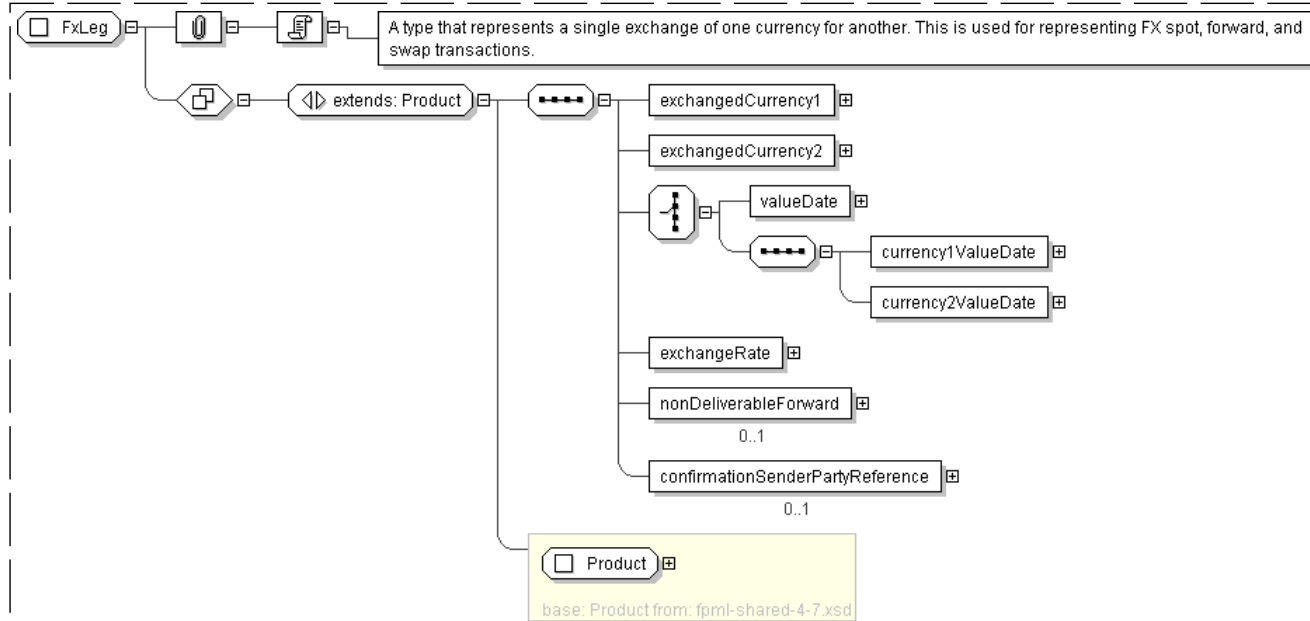 FxLeg
A type that represents a single exchange of one currency for another. This is used for representing FX spot, forward, and
swap transactions.
extends: Product
exchangedCurrency1
exchangedCurrency2
valueDate
currency1ValueDate
currency2ValueDate
exchangeRate
nonDeliverableForward
0..1
confirmationSenderPartyReference
0..1
Product
base: Product from: fpml-shared-4-7.xsd